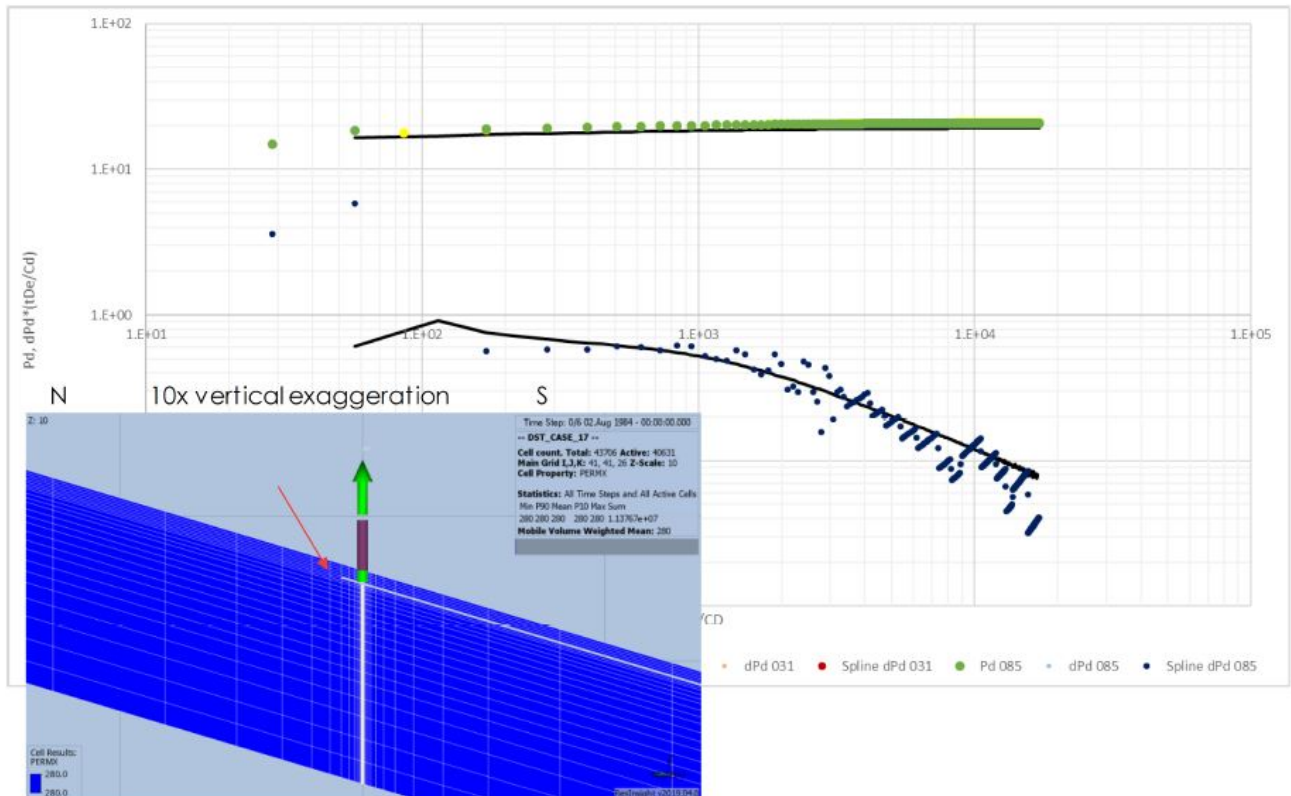 1.E+02
1.E+01
1.E+00
1.E+01
1.E+02
1.E+03
1.E+04
1.E+05
Pd, dPd*(tDe/Cd)
N 10x vertical exaggeration S
Z: 10
Time Step: 0/6 02.Aug 1984 - 00:00:00.000
-- DST_CASE_17 --
Cell count. Total: 43706 Active: 40631
Main Grid I,J,K: 41, 41, 26 Z-Scale: 10
Cell Property: PERMX
Statistics: All Time Steps and All Active Cells
Min P90 Mean P10 Max Sum
280 280 280 280 280 1.13767e+07
Mobile Volume Weighted Mean: 280
/CD
dPd 031 Spline dPd 031 Pd 085 dPd 085 Spline dPd 085
Cell Results:
PERMX
280.0
280.0